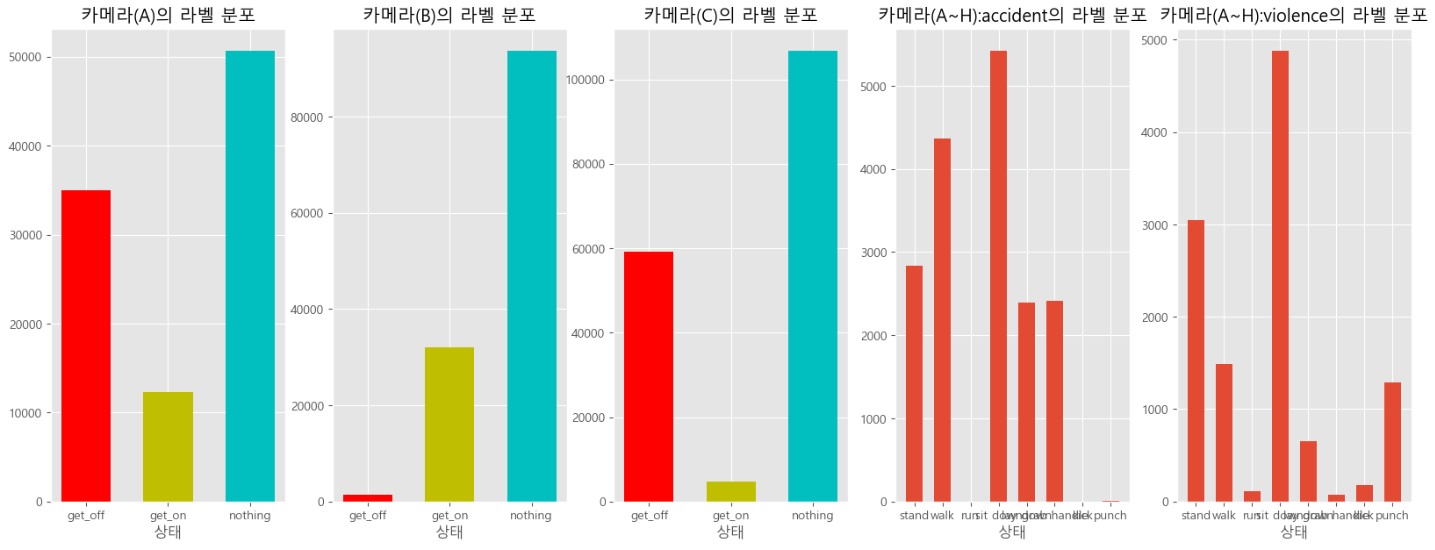 카메라(A)의 라벨 분포
50000
40000
30000
20000
10000
0
get_off get_on nothing
상태
카메라(B)의 라벨 분포
80000
60000
40000
20000
0
get_off get_on nothing
상태
카메라(C)의 라벨 분포
100000
80000
60000
40000
20000
0
get_off get_on nothing
상태
카메라(A~H):accident의 라벨 분포
5000
4000
3000
2000
1000
0
stand walk run sit punch
상태
카메라(A~H):violence의 라벨 분포
5000
4000
3000
2000
1000
0
stand walk run sit punch
상태